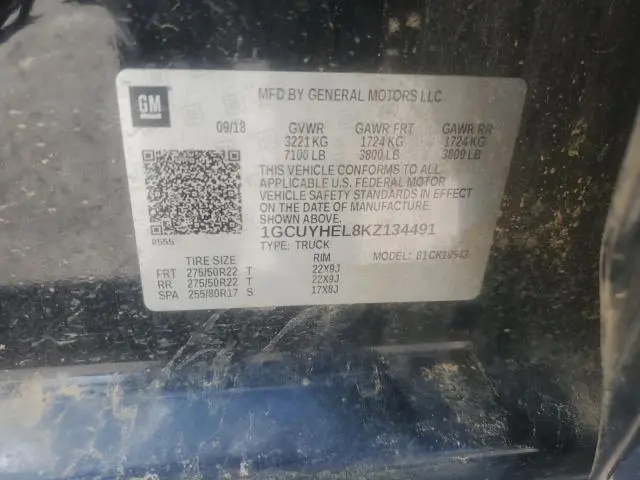 GM
MFD BY GENERAL MOTORS LLC
09/18 GVWR GAWR FRT GAWR RR
3221 KG 1724 KG 1724 KG
7100 LB 3800 LB 3800 LB
THIS VEHICLE CONFORMS TO ALL
APPLICABLE U.S. FEDERAL MOTOR
VEHICLE SAFETY STANDARDS IN EFFECT
ON THE DATE OF MANUFACTURE
SHOWN ABOVE.
1GCUYHEL8KZ134491
8555
TYPE: TRUCK
TIRE SIZE RIM MODEL: 81CK10543
FRT 275/50R22 T 22X9J
RR 275/50R22 T 22X9J
SPA 255/80R17 S 17X8J